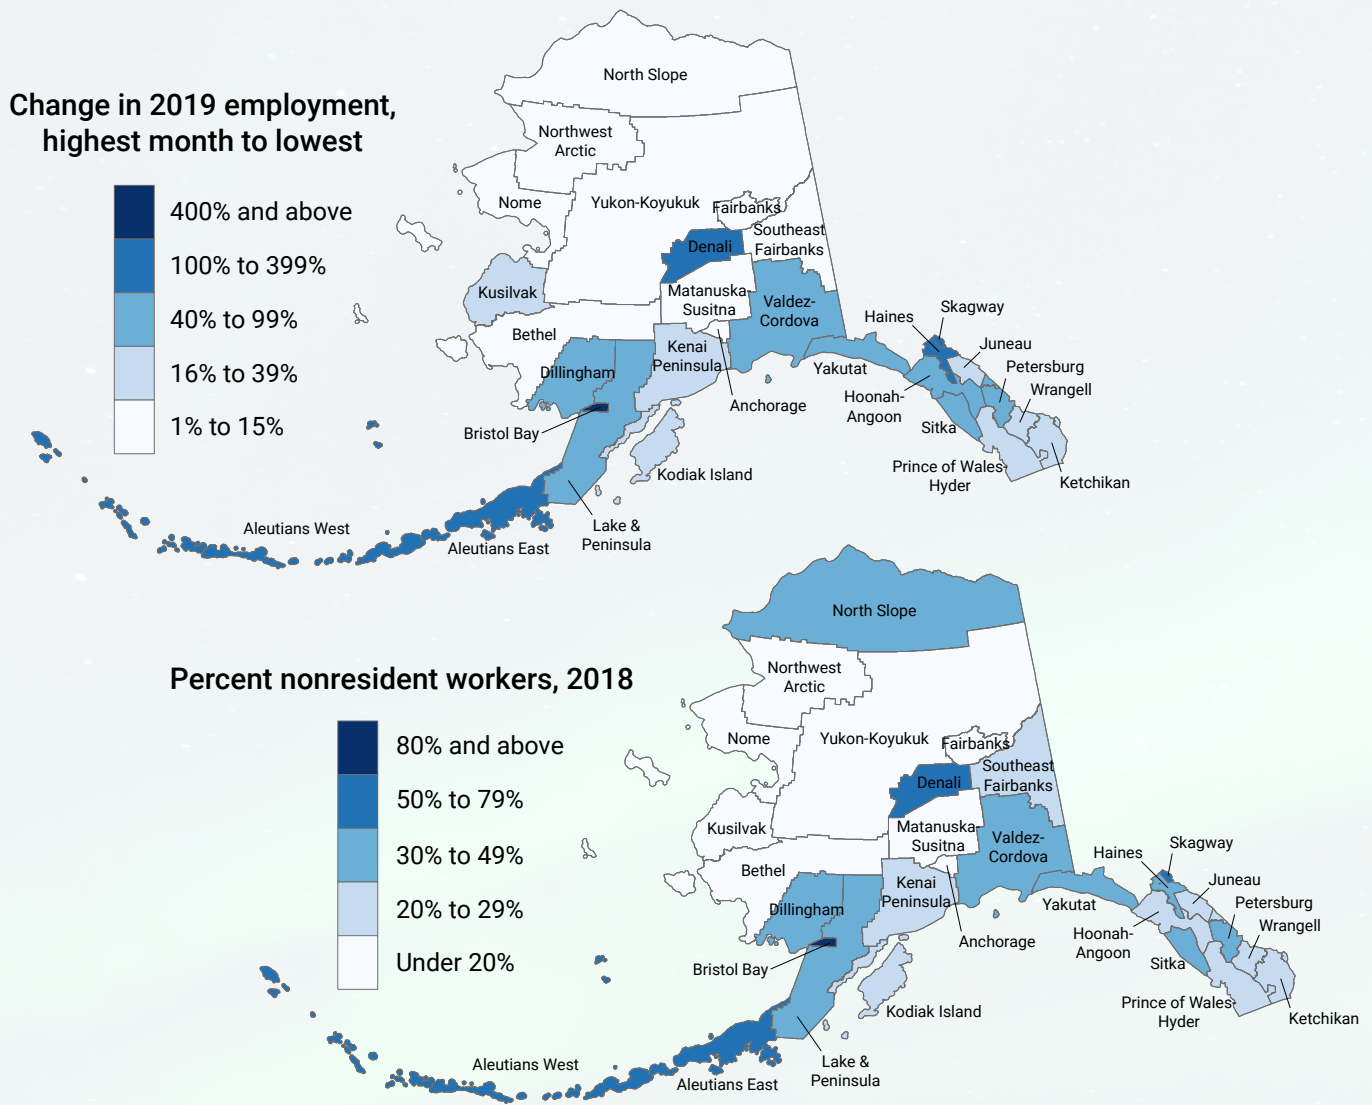 Change in 2019 employment,
highest month to lowest
400% and above
100% to 399%
40% to 99%
16% to 39%
1% to 15%
North Slope
Northwest
Arctic
Nome
Yukon-Koyukuk
Fairbanks
Southeast
Fairbanks
Denali
Kusilvak
Matanuska-
Susitna
Valdez-
Cordova
Bethel
Dillingham
Kenai
Peninsula
Bristol Bay
Anchorage
Yakutat
Haines
Skagway
Juneau
Petersburg
Wrangell
Hoonah-
Angoon
Sitka
Prince of Wales-
Hyder
Ketchikan
Kodiak Island
Lake &
Peninsula
Aleutians West
Aleutians East
Percent nonresident workers, 2018
80% and above
50% to 79%
30% to 49%
20% to 29%
Under 20%
North Slope
Northwest
Arctic
Nome
Yukon-Koyukuk
Fairbanks
Southeast
Fairbanks
Denali
Kusilvak
Matanuska-
Susitna
Valdez-
Cordova
Bethel
Dillingham
Kenai
Peninsula
Bristol Bay
Anchorage
Yakutat
Haines
Skagway
Juneau
Petersburg
Wrangell
Hoonah-
Angoon
Sitka
Prince of Wales-
Hyder
Ketchikan
Kodiak Island
Lake &
Peninsula
Aleutians West
Aleutians East